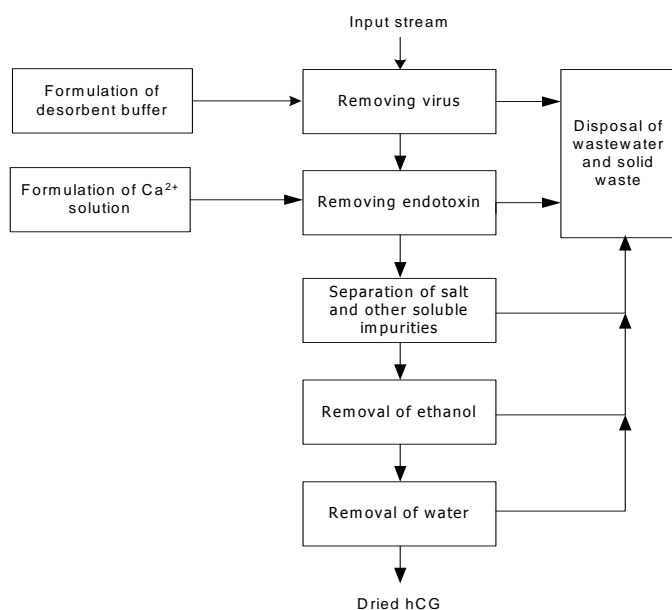 Input stream
Formulation of
desorbent buffer
Removing virus
Disposal of
wastewater
and solid
waste
Formulation of Ca²⁺
solution
Removing endotoxin
Separation of salt
and other soluble
impurities
Removal of ethanol
Removal of water
Dried hCG